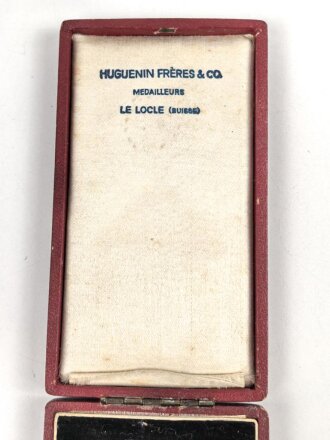 HUGUENIN FRÈRES & CO.
MEDAILLEURS
LE LOCLE (SUISSE)